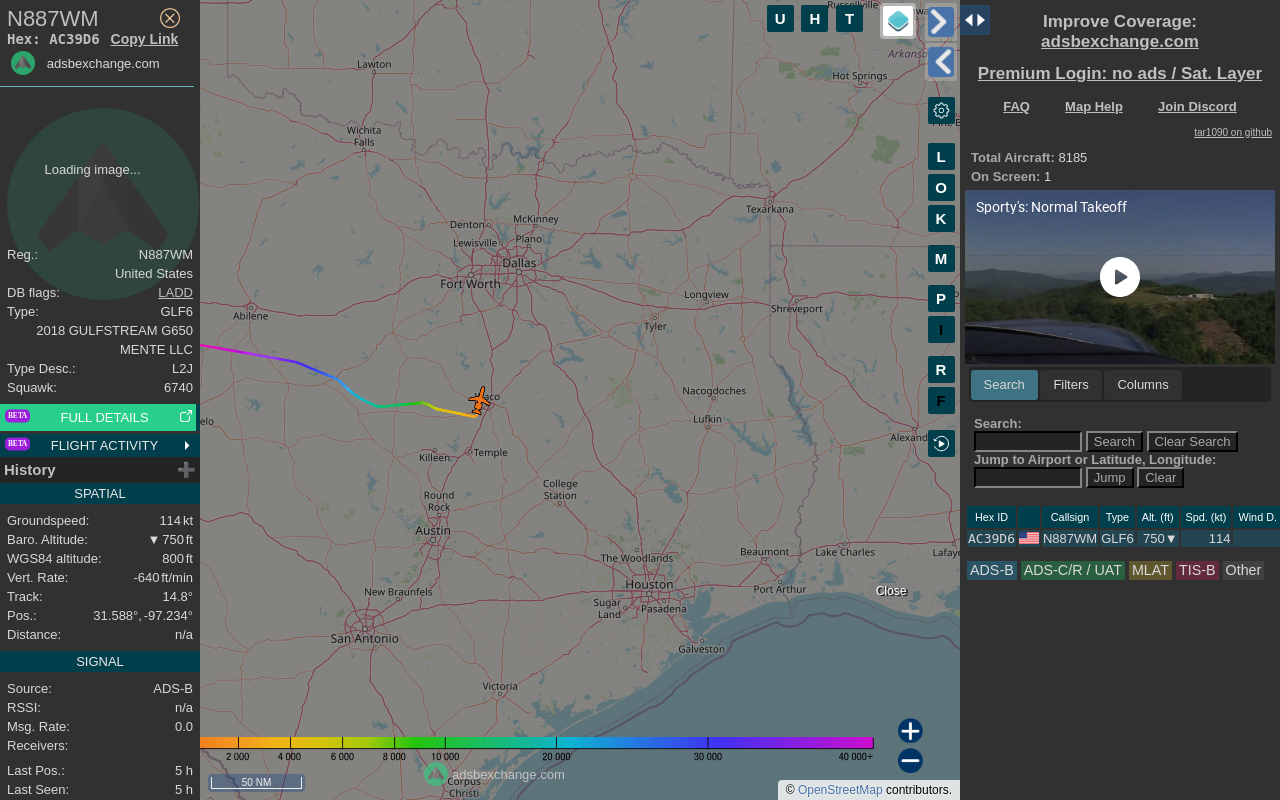 N887WM
Hex: AC39D6 Copy Link
adsbexchange.com
Loading image...
Reg.: N887WM
United States
DB flags: LADD
Type: GLF6
2018 GULFSTREAM G650
MENTE LLC
Type Desc.: L2J
Squawk: 6740
BETA FULL DETAILS
BETA FLIGHT ACTIVITY
History
SPATIAL
Groundspeed: 114 kt
Baro. Altitude: ▼ 750 ft
WGS84 altitude: 800 ft
Vert. Rate: -640 ft/min
Track: 14.8°
Pos.: 31.588°, -97.234°
Distance: n/a
SIGNAL
Source: ADS-B
RSSI: n/a
Msg. Rate: 0.0
Receivers:
Last Pos.: 5 h
Last Seen: 5 h
Russellville
U H T
Arkansas
Lawton
Hot Springs
Wichita
Falls
Texarkana
Denton
McKinney
Lewisville
Plano
Dallas
Fort Worth
Abilene
Longview
Shreveport
Tyler
Nacogdoches
Lufkin
elo
aco
Killeen
Temple
Alexand
College
Station
Round
Rock
Austin
The Woodlands
Beaumont
Lake Charles
Lafaye
Houston
New Braunfels
Sugar
Land
Pasadena
Port Arthur
Close
San Antonio
Galveston
Victoria
Corpus
Christi
L
O
K
M
P
I
R
F
2 000 4 000 6 000 8 000 10 000 20 000 30 000 40 000+
adsbexchange.com
50 NM
© OpenStreetMap contributors.
Improve Coverage:
adsbexchange.com
Premium Login: no ads / Sat. Layer
FAQ Map Help Join Discord
tar1090 on github
Total Aircraft: 8185
On Screen: 1
Sporty's: Normal Takeoff
Search Filters Columns
Search:
Search Clear Search
Jump to Airport or Latitude, Longitude:
Jump Clear
Hex ID Callsign Type Alt. (ft) Spd. (kt) Wind D.
AC39D6 N887WM GLF6 750▼ 114
ADS-B ADS-C/R / UAT MLAT TIS-B Other